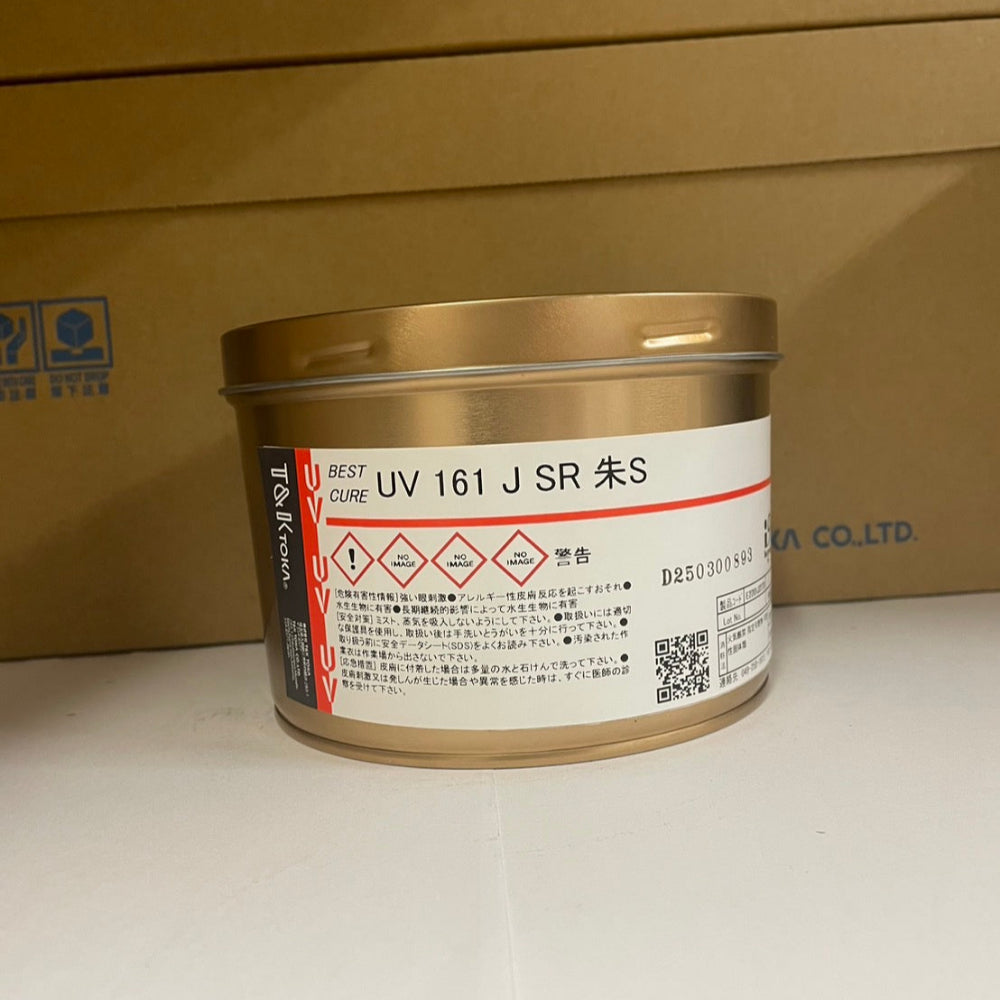 BEST CURE UV 161 J SR 朱S
T&K TOKA®
UV
UV
UV
!
NO IMAGE
NO IMAGE
NO IMAGE
警告
D250300893
[危険有害性情報]強い眼刺激●アレルギー性皮膚反応を起こすおそれ●
水生生物に有害●長期継続的影響によって水生生物に有害
[安全対策]ミスト、蒸気を吸入しないようにして下さい。●取扱いには適切
な保護具を使用し、取扱い後は手洗いとうがいを十分に行って下さい。●
取り扱う前に安全データシート(SDS)をよくお読み下さい。●汚染された作
業衣は作業場から出さないで下さい。
[応急措置]皮膚に付着した場合は多量の水と石けんで洗って下さい。●
皮膚刺激又は発しんが生じた場合や異常を感じた時は、すぐに医師の診
察を受けて下さい。
製品コード
Lot No.
連絡先
KA CO.,LTD.